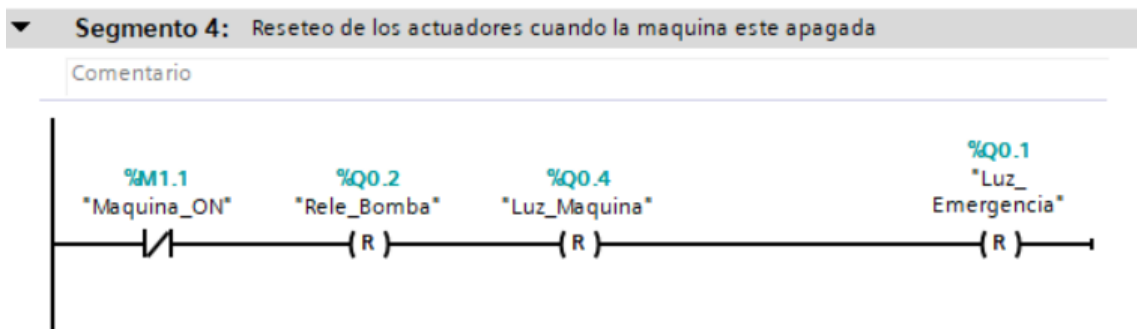 Segmento 4: Reseteo de los actuadores cuando la maquina este apagada
Comentario
%M1.1
"Maquina_ON"
%Q0.2
"Rele_Bomba"
R
%Q0.4
"Luz_Maquina"
R
%Q0.1
"Luz_
Emergencia"
R